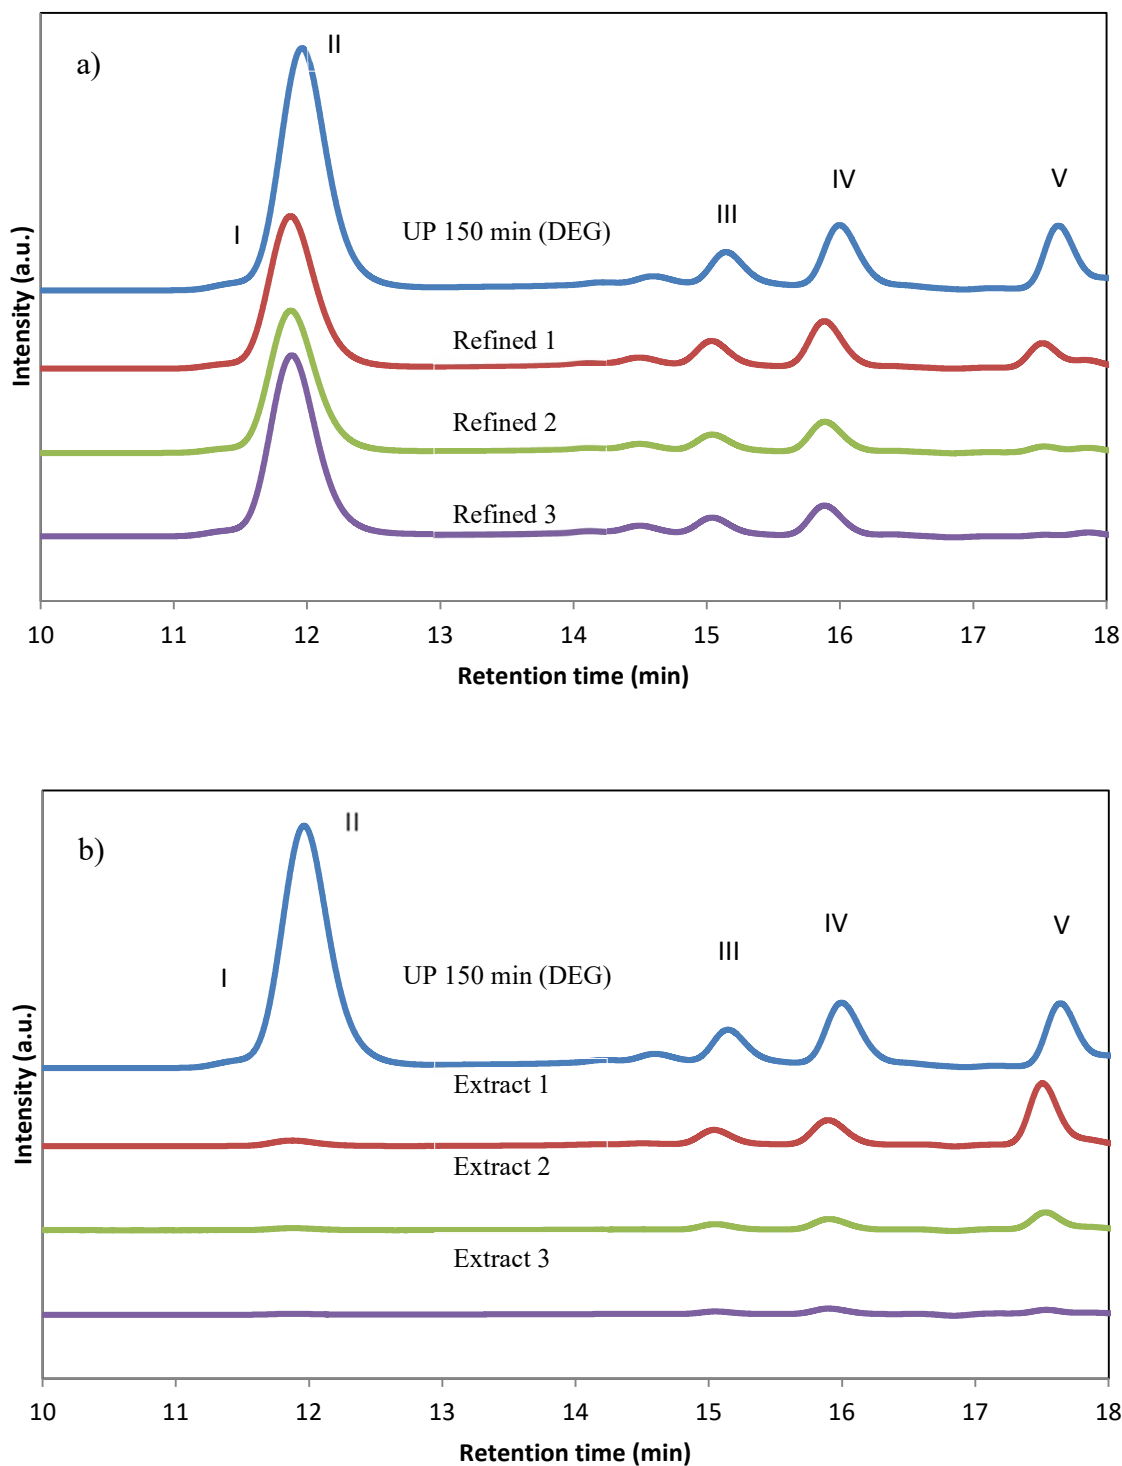 a)
II
I
UP 150 min (DEG)
III
IV
V
Refined 1
Refined 2
Refined 3
Intensity (a.u.)
10 11 12 13 14 15 16 17 18
Retention time (min)
b)
II
I
UP 150 min (DEG)
III
IV
V
Extract 1
Extract 2
Extract 3
Intensity (a.u.)
10 11 12 13 14 15 16 17 18
Retention time (min)